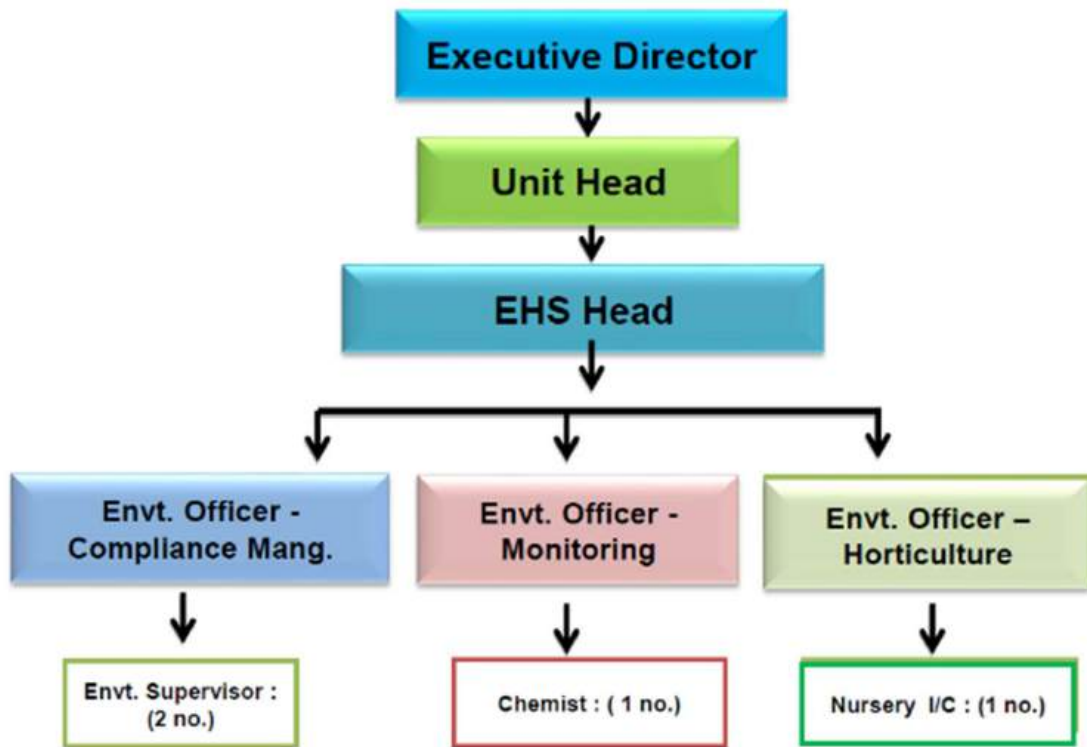 Executive Director
Unit Head
EHS Head
Envt. Officer -
Compliance Mang.
Envt. Officer -
Monitoring
Envt. Officer –
Horticulture
Envt. Supervisor :
(2 no.)
Chemist : ( 1 no.)
Nursery I/C : (1 no.)